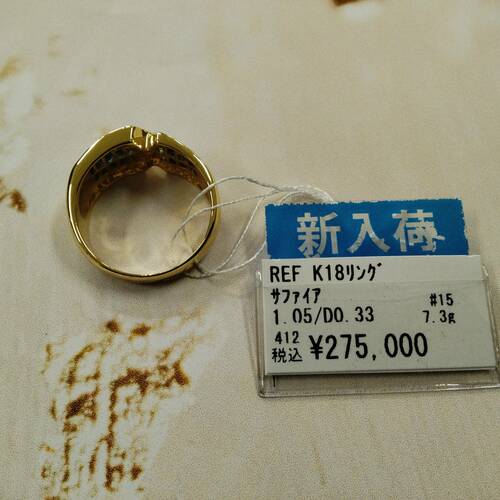 新入荷
REF K18ﾘﾝｸﾞ
ｻﾌｧｲｱ #15
1.05/D0.33 7.3g
412
税込 ¥275,000